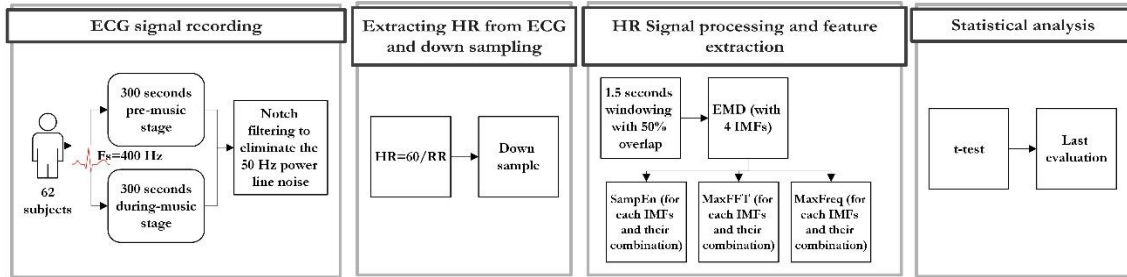 ECG signal recording
300 seconds
pre-music
stage
Fs=400 Hz
62
subjects
300 seconds
during-music
stage
Notch
filtering to
eliminate the
50 Hz power
line noise
Extracting HR from ECG
and down sampling
HR=60/RR
Down
sample
HR Signal processing and feature
extraction
1.5 seconds
windowing
with 50%
overlap
EMD (with
4 IMFs)
SampEn (for
each IMFs
and their
combination)
MaxFFT (for
each IMFs
and their
combination)
MaxFreq (for
each IMFs
and their
combination)
Statistical analysis
t-test
Last
evaluation